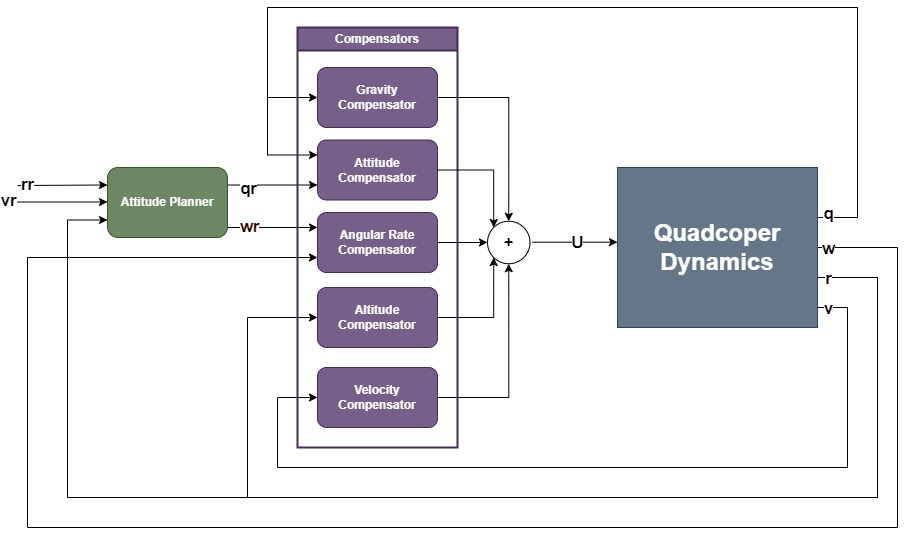 Compensators
Gravity
Compensator
Attitude
Compensator
-rr
vr
Attitude Planner
qr
wr
Angular Rate
Compensator
+
U
Quadcoper
Dynamics
q
w
r
v
Altitude
Compensator
Velocity
Compensator